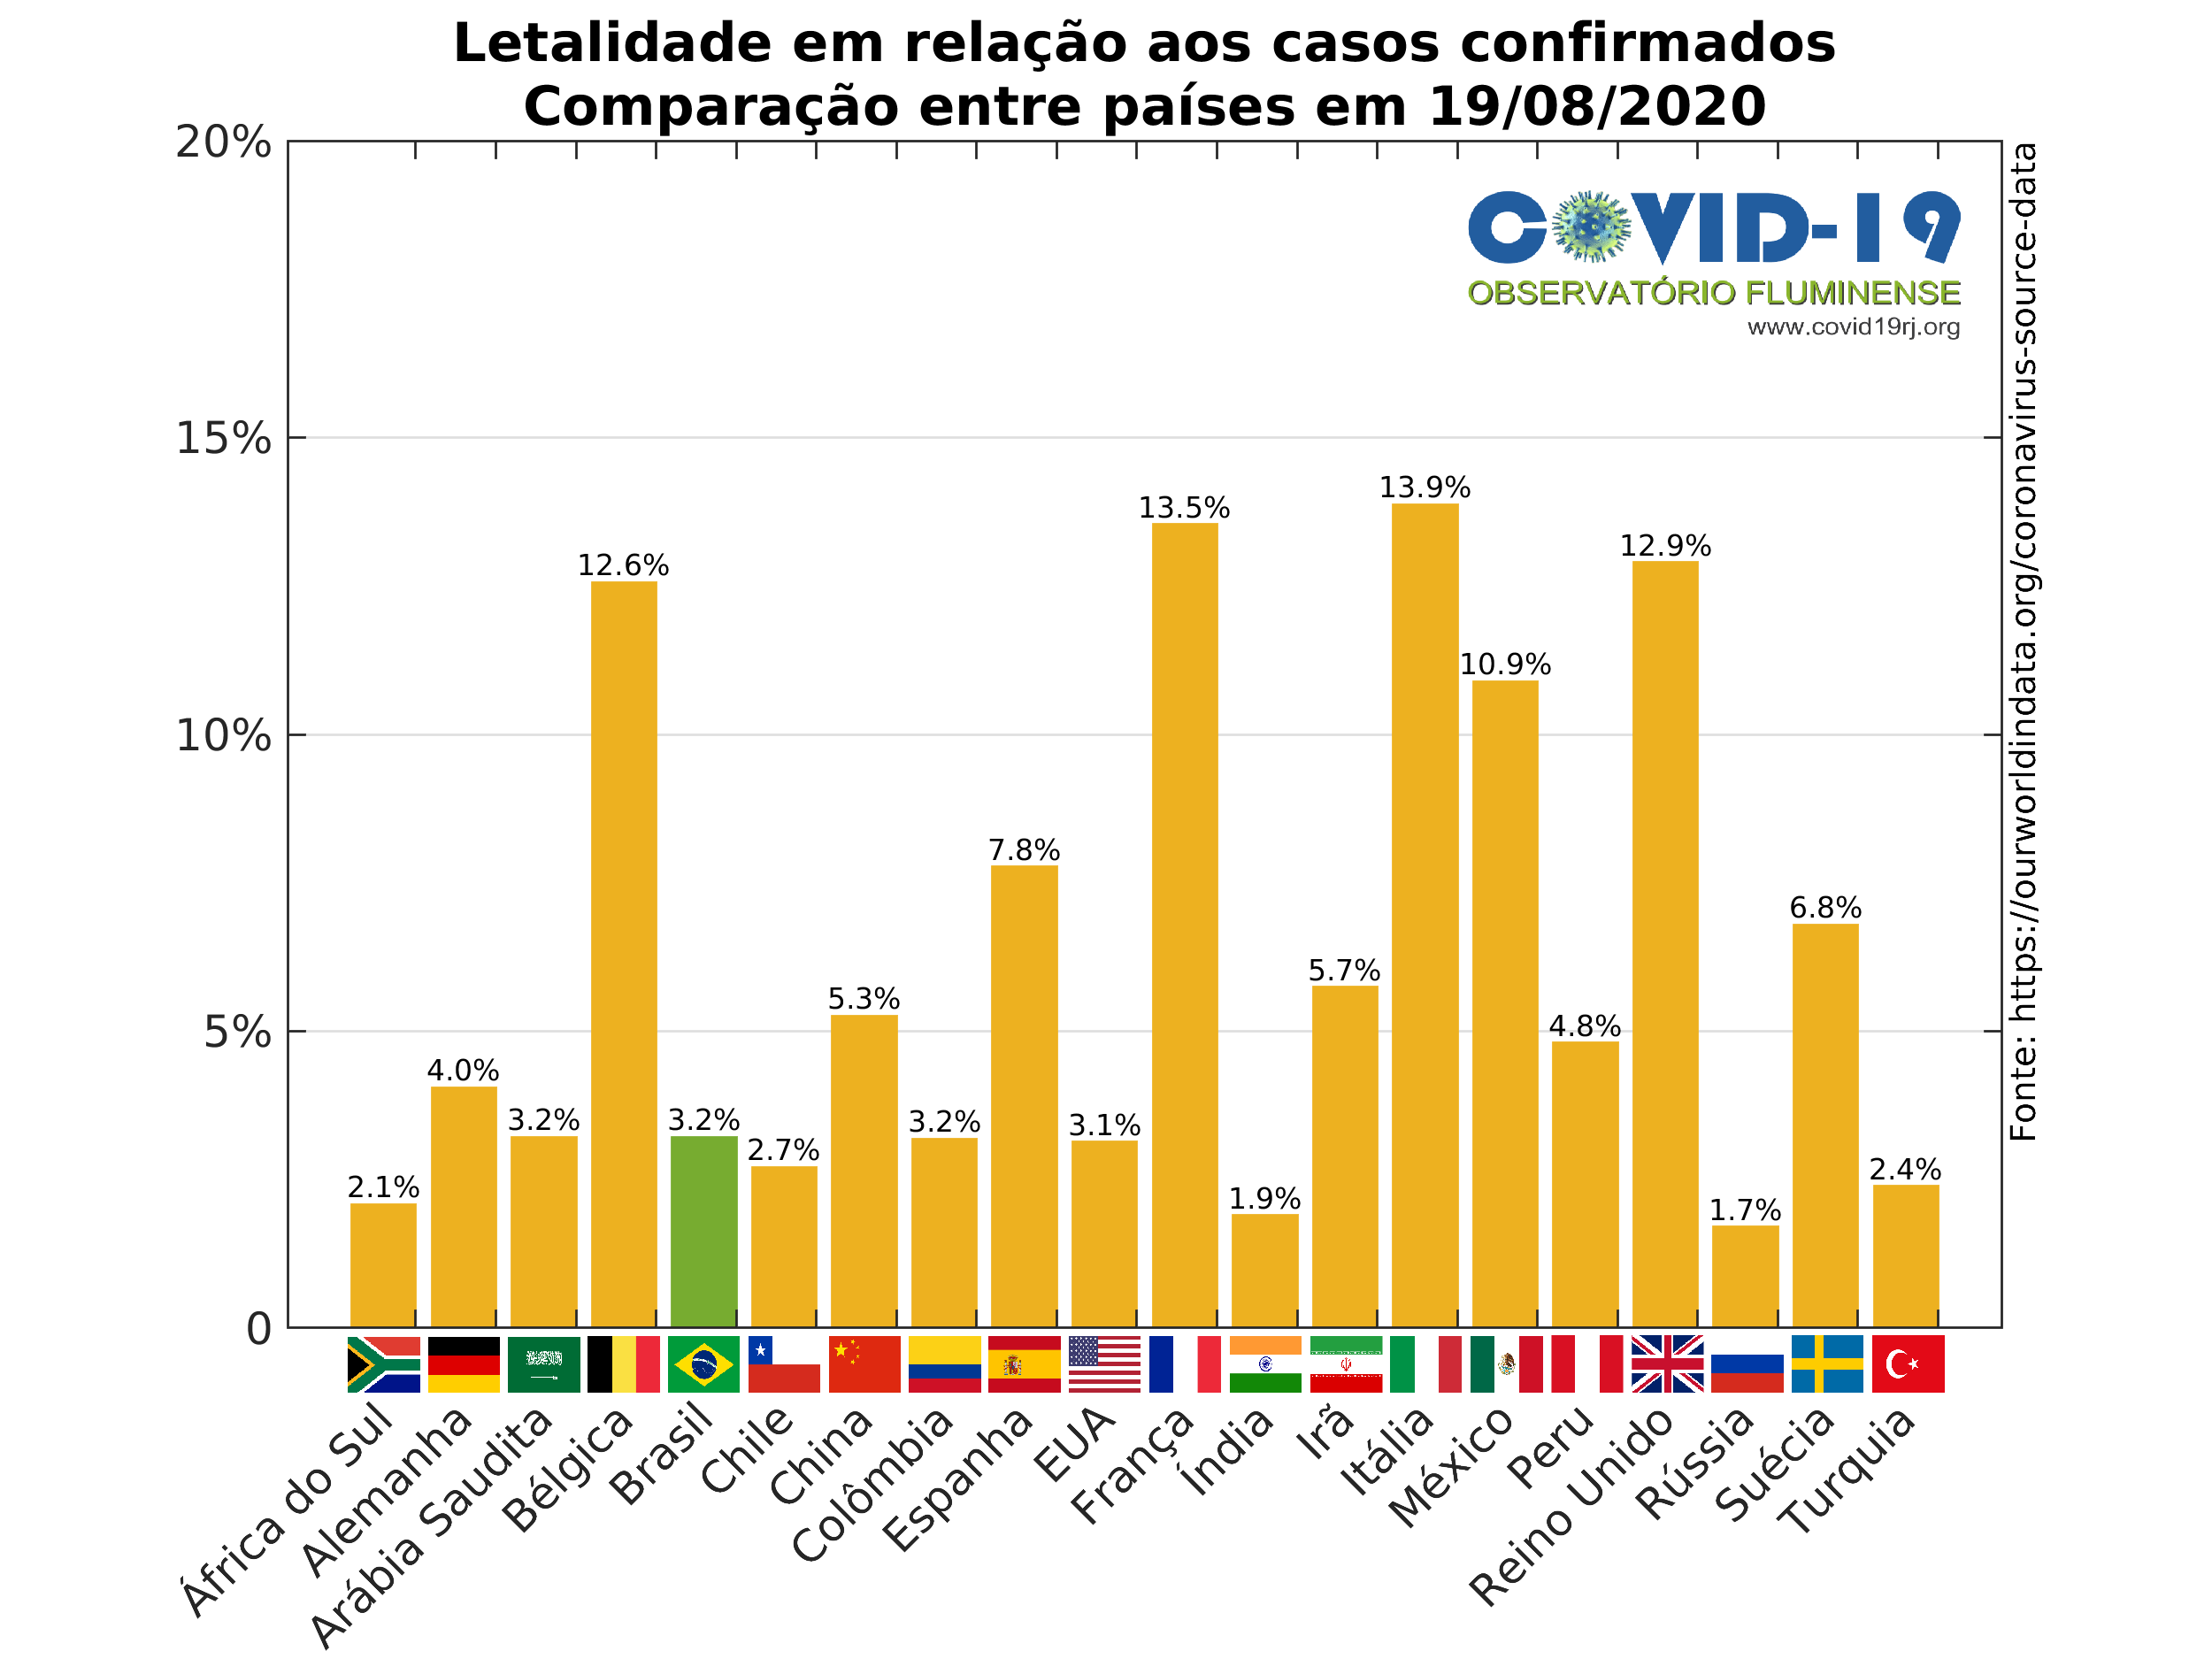 Letalidade em relação aos casos confirmados
Comparação entre países em 19/08/2020
20%
15%
10%
5%
0
COVID-19
OBSERVATÓRIO FLUMINENSE
www.covid19rj.org
Fonte: https://ourworldindata.org/coronavirus-source-data
2.1%
4.0%
3.2%
12.6%
3.2%
2.7%
5.3%
3.2%
7.8%
3.1%
13.5%
1.9%
5.7%
13.9%
10.9%
4.8%
12.9%
1.7%
6.8%
2.4%
África do Sul
Alemanha
Arábia Saudita
Bélgica
Brasil
Chile
China
Colômbia
Espanha
EUA
França
Índia
Irã
Itália
México
Peru
Reino Unido
Rússia
Suécia
Turquia